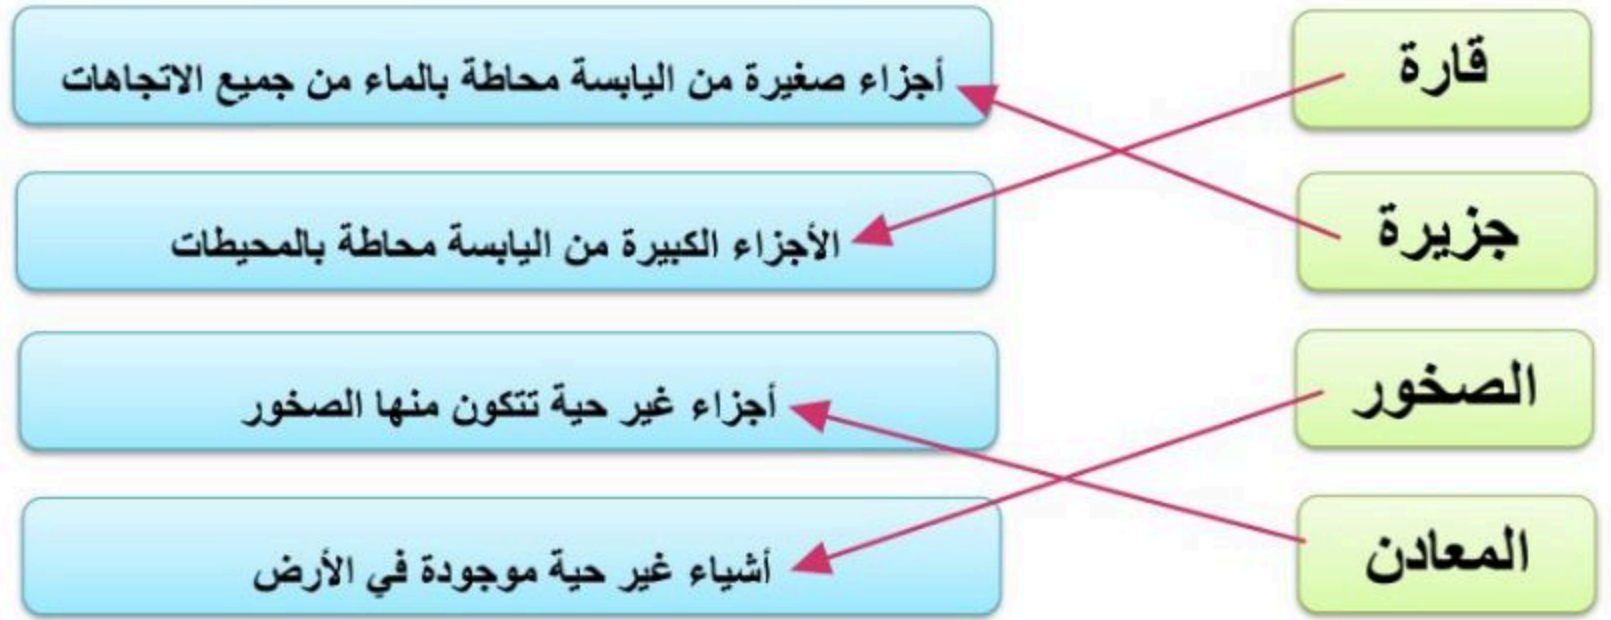 قارة
أجزاء صغيرة من اليابسة محاطة بالماء من جميع الاتجاهات
جزيرة
الأجزاء الكبيرة من اليابسة محاطة بالمحيطات
الصخور
أجزاء غير حية تتكون منها الصخور
المعادن
أشياء غير حية موجودة في الأرض